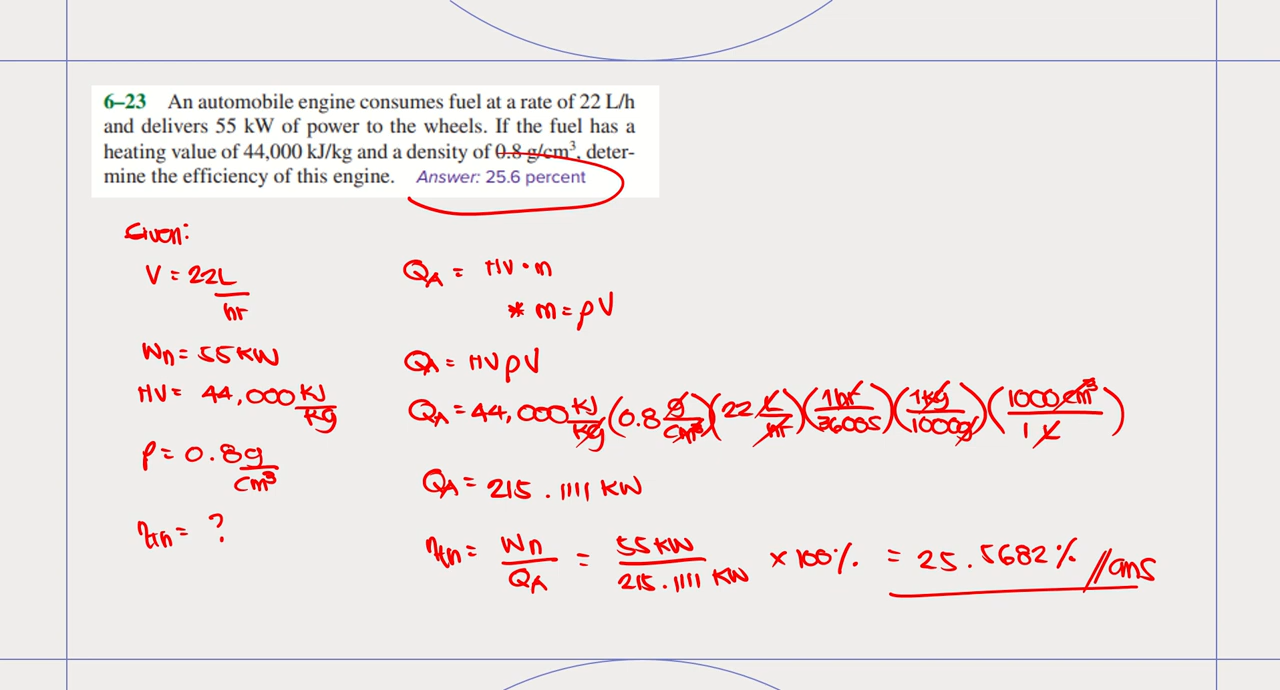 6–23 An automobile engine consumes fuel at a rate of 22 L/h
and delivers 55 kW of power to the wheels. If the fuel has a
heating value of 44,000 kJ/kg and a density of 0.8 g/cm³, deter-
mine the efficiency of this engine. Answer: 25.6 percent
Given:
V = 22L/hr
Wn = 55KW
HV = 44,000 KJ/kg
ρ = 0.8g/cm³
ηtn = ?
QA = HV · m
* m = ρV
QA = HVρV
QA = 44,000 KJ/kg (0.8 g/cm³)(22 L/hr)(1hr/3600S)(1kg/1000g)(1000cm³/1L)
QA = 215.1111 KW
ηtn = Wn/QA = 55KW/215.1111 KW × 100% = 25.5682% //ans